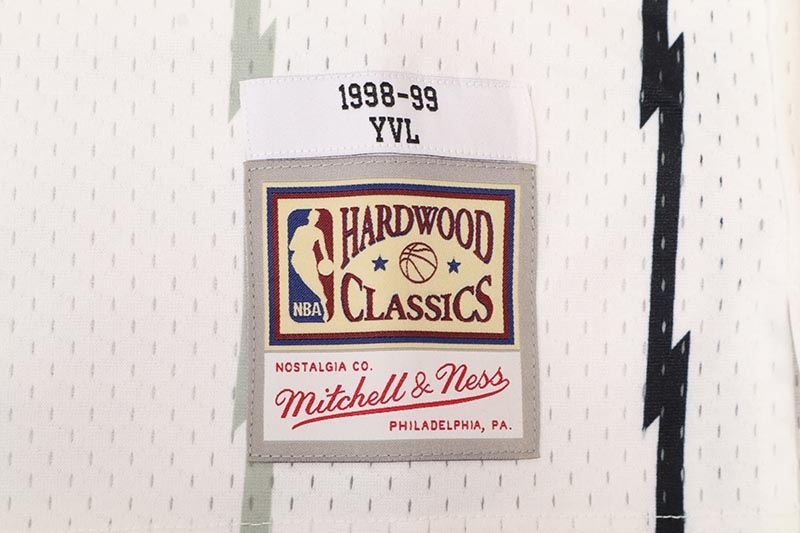 1998-99
YVL
HARDWOOD
CLASSICS
NBA
NOSTALGIA CO.
Mitchell & Ness
PHILADELPHIA, PA.